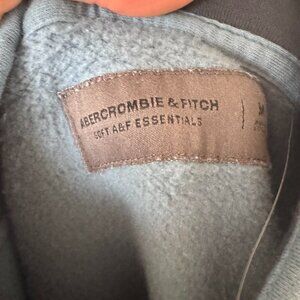 ABERCROMBIE & FITCH
SOFT A&F ESSENTIALS